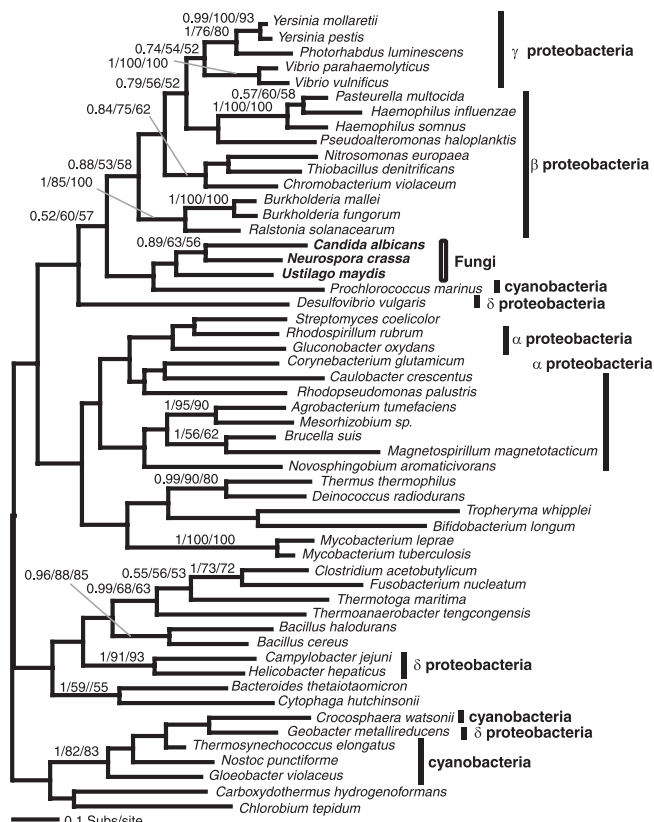 0.99/100/93
Yersinia mollaretii
1/76/80
Yersinia pestis
γ proteobacteria
0.74/54/52
Photorhabdus luminescens
1/100/100
Vibrio parahaemolyticus
0.79/56/52
Vibrio vulnificus
0.57/60/58
Pasteurella multocida
1/100/100
Haemophilus influenzae
0.84/75/62
Haemophilus somnus
Pseudoalteromonas haloplanktis
β proteobacteria
Nitrosomonas europaea
0.88/53/58
Thiobacillus denitrificans
1/85/100
Chromobacterium violaceum
1/100/100
Burkholderia mallei
0.52/60/57
Burkholderia fungorum
Ralstonia solanacearum
0.89/63/56
Candida albicans
Neurospora crassa
Fungi
Ustilago maydis
Prochlorococcus marinus
cyanobacteria
Desulfovibrio vulgaris
δ proteobacteria
Streptomyces coelicolor
Rhodospirillum rubrum
α proteobacteria
Gluconobacter oxydans
Corynebacterium glutamicum
α proteobacteria
Caulobacter crescentus
Rhodopseudomonas palustris
1/95/90
Agrobacterium tumefaciens
Mesorhizobium sp.
1/56/62
Brucella suis
Magnetospirillum magnetotacticum
Novosphingobium aromaticivorans
0.99/90/80
Thermus thermophilus
Deinococcus radiodurans
Tropheryma whipplei
Bifidobacterium longum
1/100/100
Mycobacterium leprae
Mycobacterium tuberculosis
0.96/88/85
0.55/56/53
1/73/72
Clostridium acetobutylicum
0.99/68/63
Fusobacterium nucleatum
Thermotoga maritima
Thermoanaerobacter tengcongensis
Bacillus halodurans
Bacillus cereus
1/91/93
Campylobacter jejuni
δ proteobacteria
Helicobacter hepaticus
1/59//55
Bacteroides thetaiotaomicron
Cytophaga hutchinsonii
Crocosphaera watsonii
cyanobacteria
Geobacter metallireducens
δ proteobacteria
1/82/83
Thermosynechococcus elongatus
Nostoc punctiforme
cyanobacteria
Gloeobacter violaceus
Carboxydothermus hydrogenoformans
Chlorobium tepidum
0.1 Subs/site